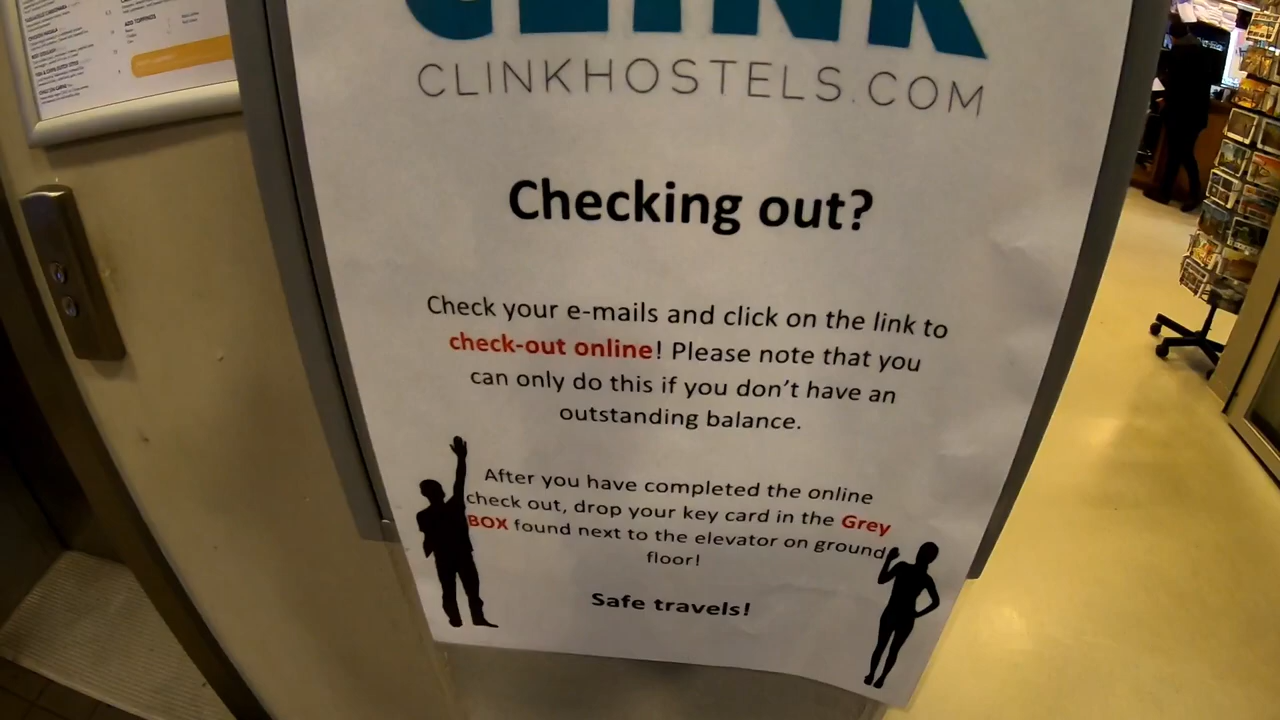 CLINK
CLINKHOSTELS.COM
Checking out?
Check your e-mails and click on the link to
check-out online! Please note that you
can only do this if you don't have an
outstanding balance.
After you have completed the online
check out, drop your key card in the Grey
BOX found next to the elevator on ground
floor!
Safe travels!